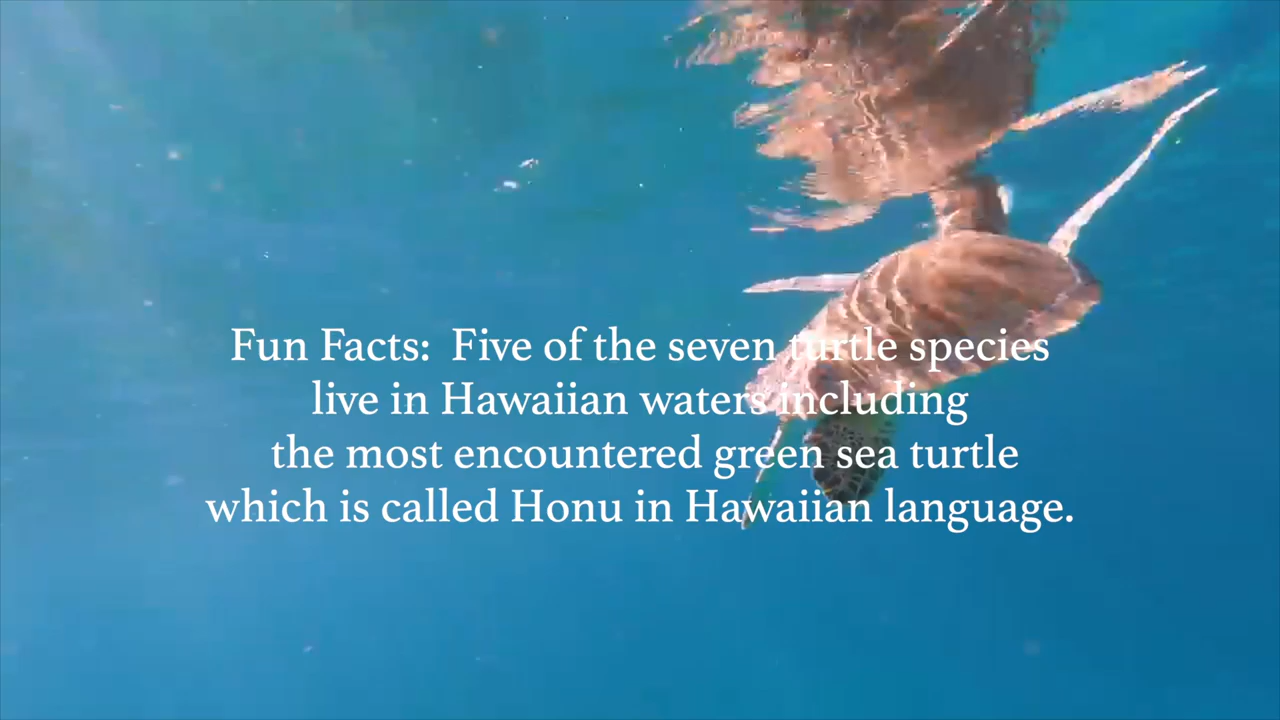 Fun Facts:  Five of the seven turtle species
live in Hawaiian waters including
the most encountered green sea turtle
which is called Honu in Hawaiian language.